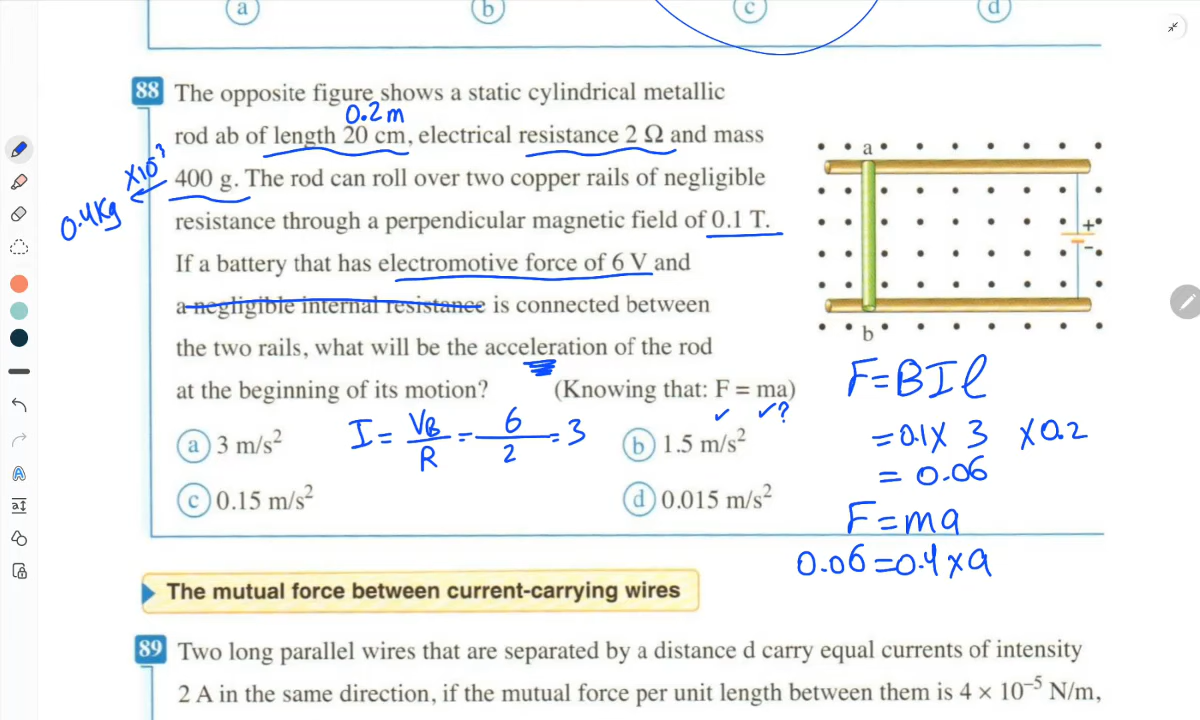 a b c d
88 The opposite figure shows a static cylindrical metallic
0.2 m
rod ab of length 20 cm, electrical resistance 2 Ω and mass
×10³
400 g. The rod can roll over two copper rails of negligible
0.4Kg
resistance through a perpendicular magnetic field of 0.1 T.
If a battery that has electromotive force of 6 V and
a negligible internal resistance is connected between
the two rails, what will be the acceleration of the rod
at the beginning of its motion? (Knowing that: F = ma)
✓ ✓?
a 3 m/s²
I = VB/R = 6/2 = 3
b 1.5 m/s²
c 0.15 m/s²
d 0.015 m/s²
a
+
-
b
F=BIl
=0.1× 3 ×0.2
= 0.06
F=ma
0.06=0.4×a
The mutual force between current-carrying wires
89 Two long parallel wires that are separated by a distance d carry equal currents of intensity
2 A in the same direction, if the mutual force per unit length between them is 4 × 10⁻⁵ N/m,